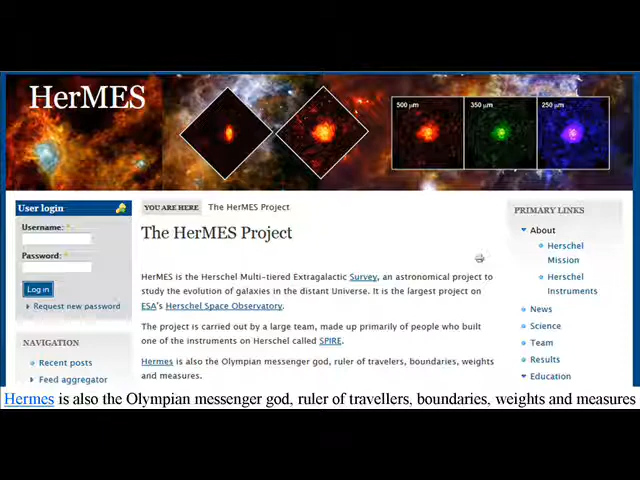 HerMES
500 µm
350 µm
250 µm
User login
Username: *
Password: *
Log in
Request new password
NAVIGATION
Recent posts
Feed aggregator
YOU ARE HERE The HerMES Project
The HerMES Project
HerMES is the Herschel Multi-tiered Extragalactic Survey, an astronomical project to
study the evolution of galaxies in the distant Universe. It is the largest project on
ESA's Herschel Space Observatory.
The project is carried out by a large team, made up primarily of people who built
one of the instruments on Herschel called SPIRE.
Hermes is also the Olympian messenger god, ruler of travelers, boundaries, weights
and measures.
PRIMARY LINKS
About
Herschel
Mission
Herschel
Instruments
News
Science
Team
Results
Education
Hermes is also the Olympian messenger god, ruler of travellers, boundaries, weights and measures